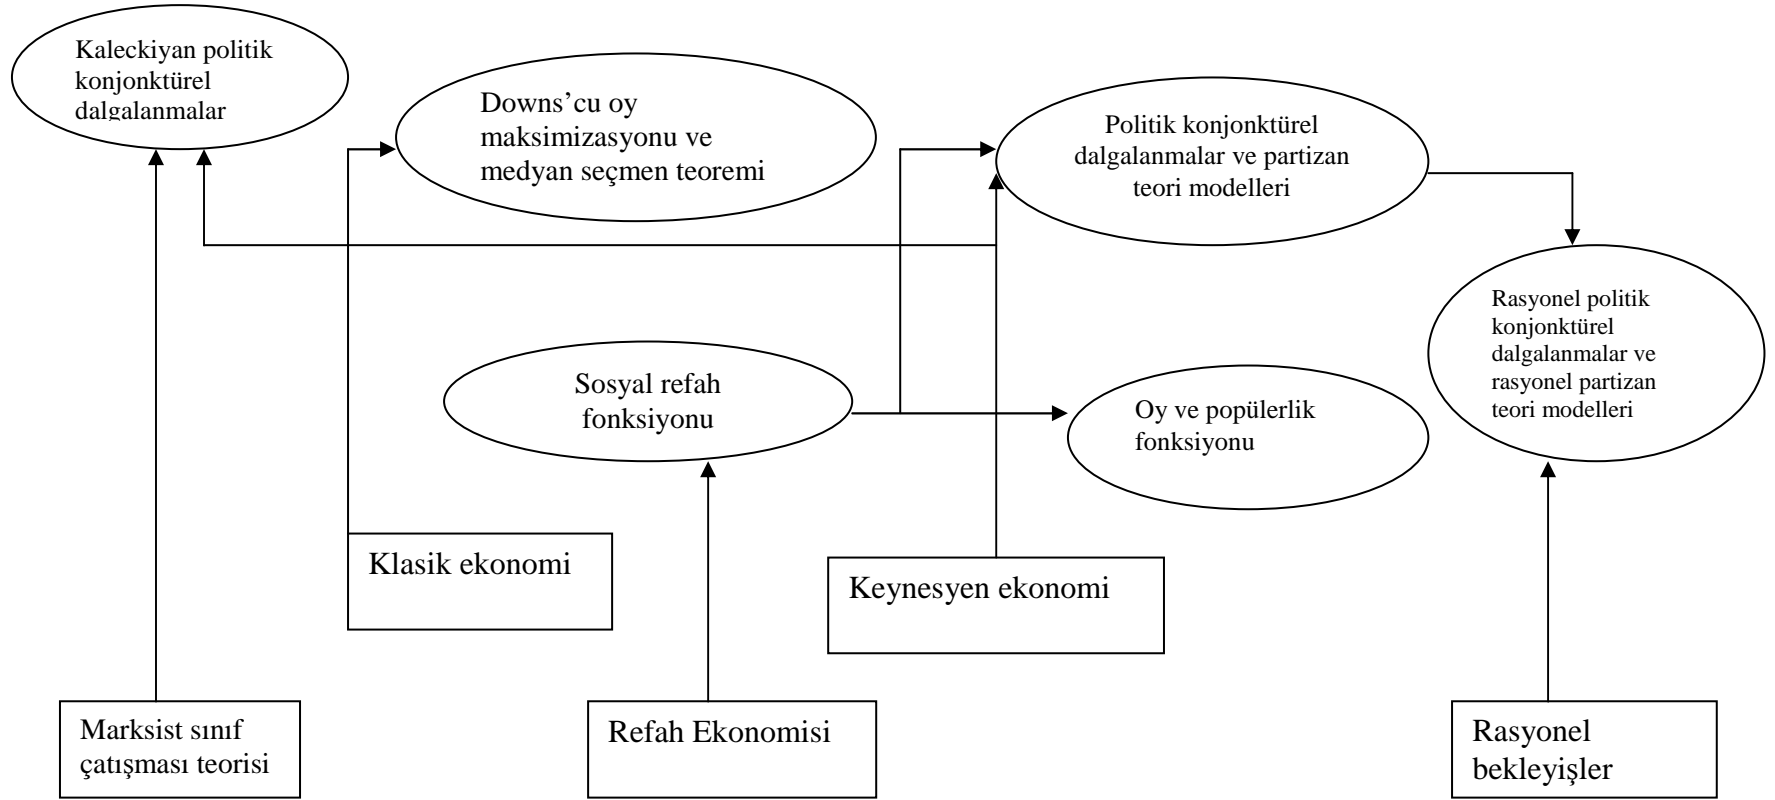 Kaleckiyan politik
konjonktürel
dalgalanmalar
Downs’cu oy
maksimizasyonu ve
medyan seçmen teoremi
Politik konjonktürel
dalgalanmalar ve partizan
teori modelleri
Rasyonel politik
konjonktürel
dalgalanmalar ve
rasyonel partizan
teori modelleri
Sosyal refah
fonksiyonu
Oy ve popülerlik
fonksiyonu
Klasik ekonomi
Keynesyen ekonomi
Marksist sınıf
çatışması teorisi
Refah Ekonomisi
Rasyonel
bekleyişler